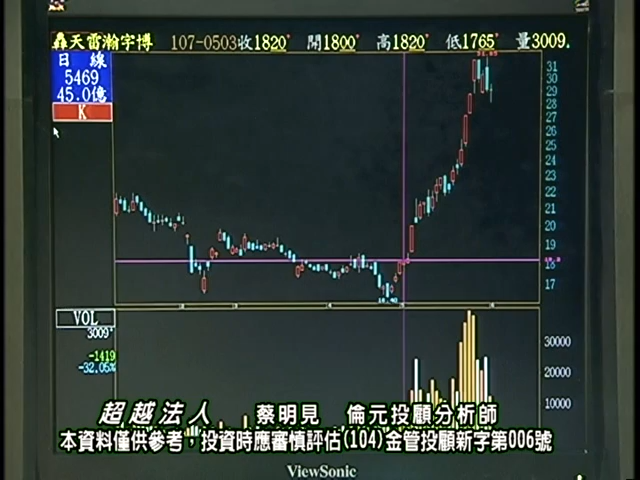 轟天雷瀚宇博 107-0503收1820 開1800 高1820 低1765 量3009.
日 線
5469
45.0億
K
31
30
29
28
27
26
25
24
23
22
21
20
19
18
17
16.40
VOL
3009
-1419
-32.05%
30000
20000
10000
超越法人 蔡明見 倫元投顧分析師
本資料僅供參考,投資時應審慎評估(104)金管投顧新字第006號
ViewSonic